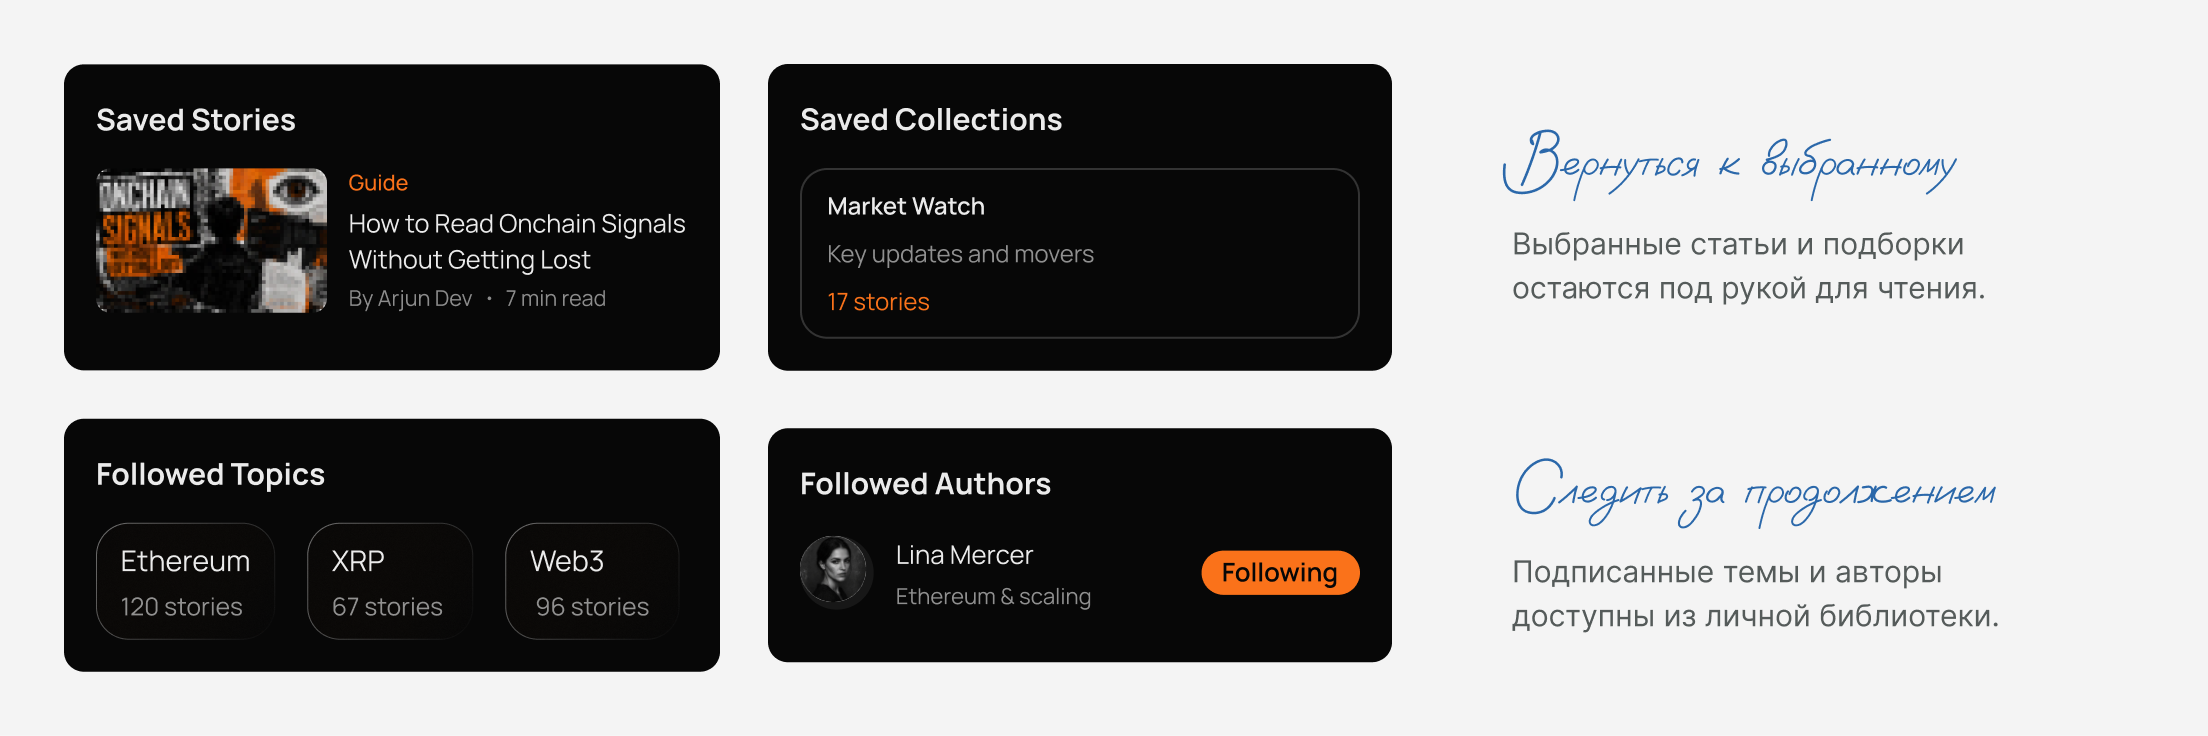 Saved Stories
ONCHAIN
SIGNALS
Guide
How to Read Onchain Signals
Without Getting Lost
By Arjun Dev • 7 min read
Saved Collections
Market Watch
Key updates and movers
17 stories
Вернуться к выбранному
Выбранные статьи и подборки
остаются под рукой для чтения.
Followed Topics
Ethereum
120 stories
XRP
67 stories
Web3
96 stories
Followed Authors
Lina Mercer
Ethereum & scaling
Following
Следить за продолжением
Подписанные темы и авторы
доступны из личной библиотеки.